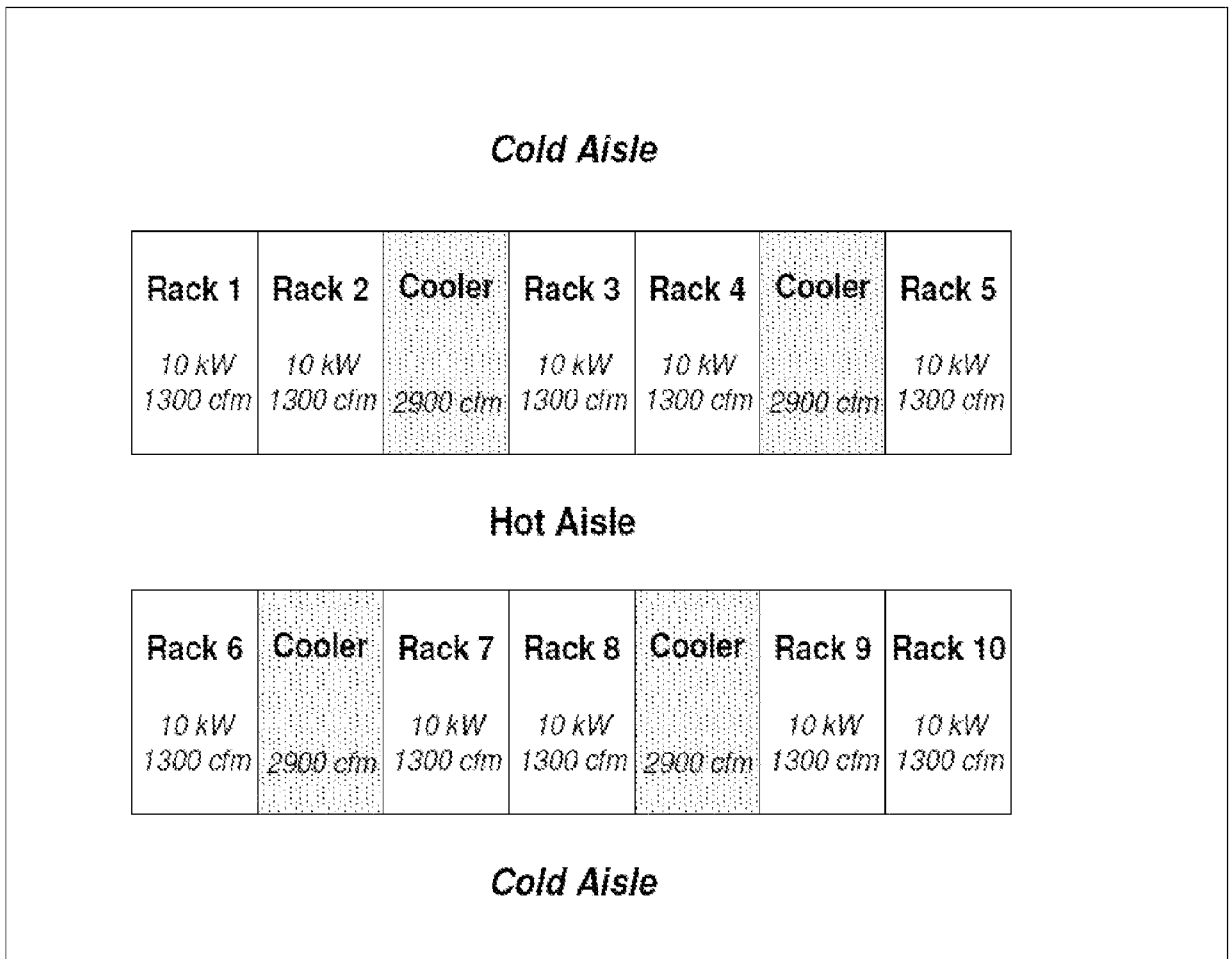 Cold Aisle
Rack 1 Rack 2 Cooler Rack 3 Rack 4 Cooler Rack 5
10 kW 10 kW 10 kW 10 kW 10 kW
1300 cfm 1300 cfm 2900 cfm 1300 cfm 1300 cfm 2900 cfm 1300 cfm
Hot Aisle
Rack 6 Cooler Rack 7 Rack 8 Cooler Rack 9 Rack 10
10 kW 10 kW 10 kW 10 kW 10 kW
1300 cfm 2900 cfm 1300 cfm 1300 cfm 2900 cfm 1300 cfm 1300 cfm
Cold Aisle